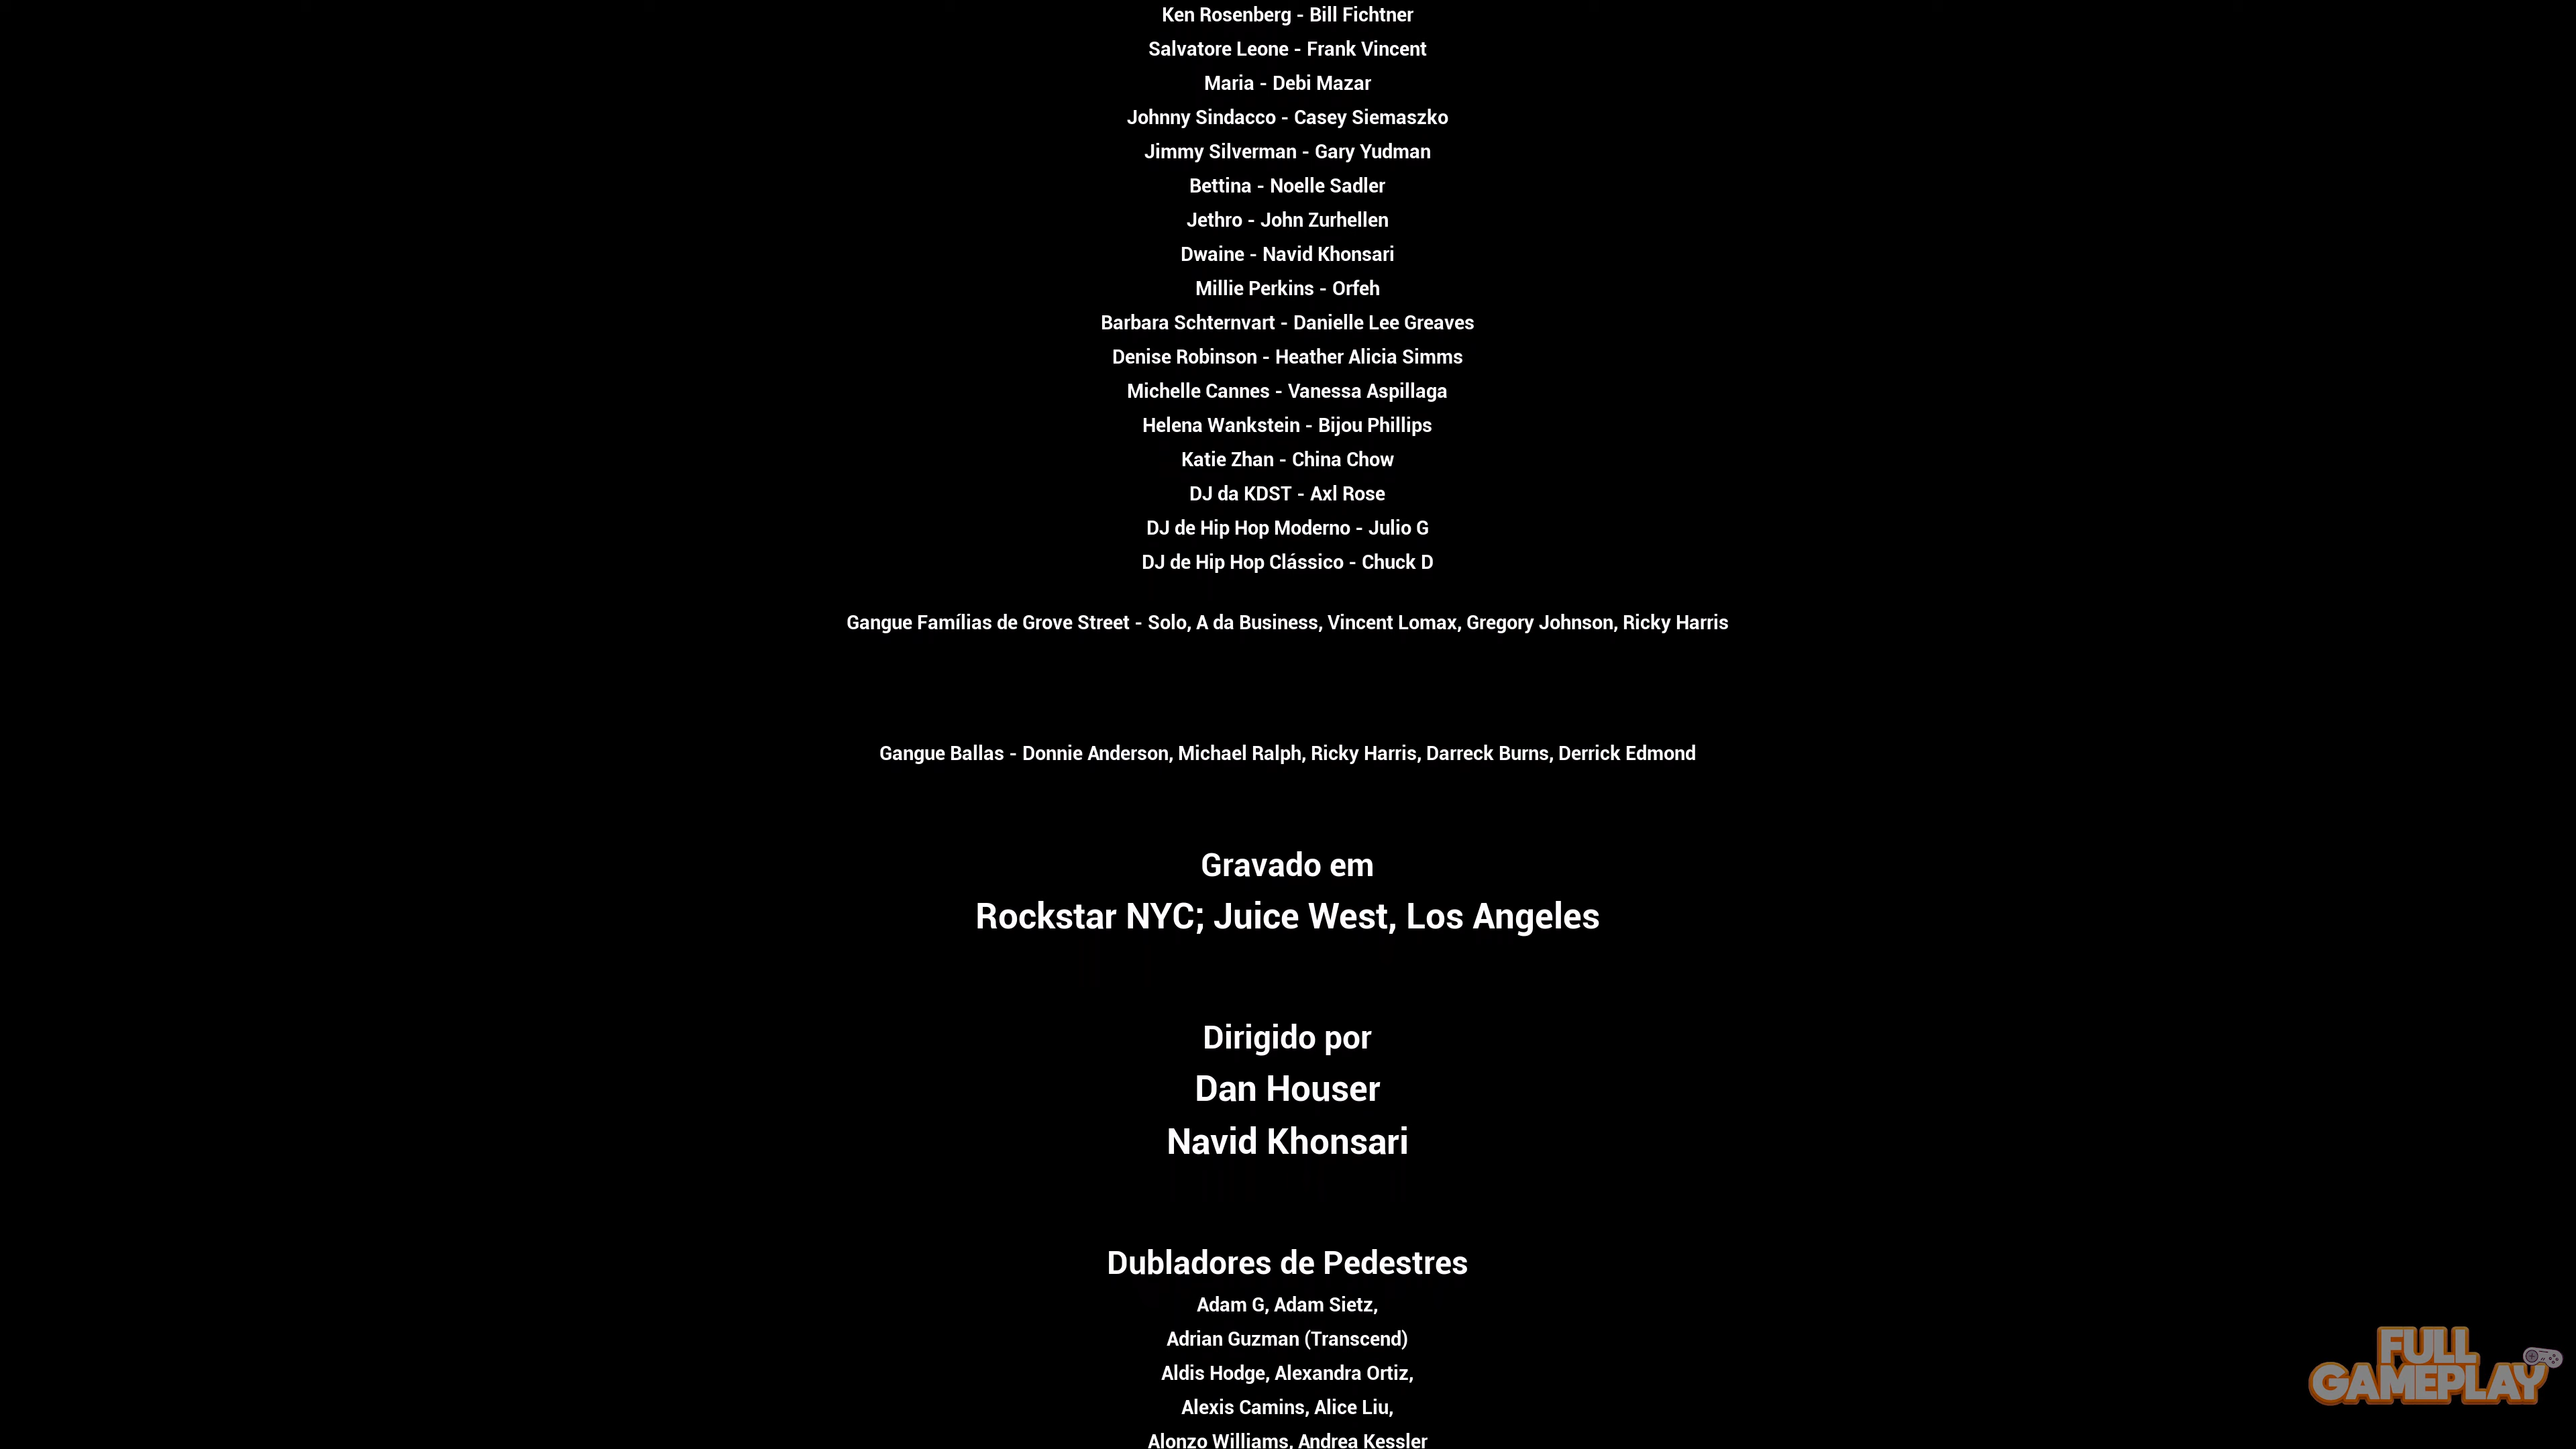 Ken Rosenberg - Bill Fichtner
Salvatore Leone - Frank Vincent
Maria - Debi Mazar
Johnny Sindacco - Casey Siemaszko
Jimmy Silverman - Gary Yudman
Bettina - Noelle Sadler
Jethro - John Zurhellen
Dwaine - Navid Khonsari
Millie Perkins - Orfeh
Barbara Schternvart - Danielle Lee Greaves
Denise Robinson - Heather Alicia Simms
Michelle Cannes - Vanessa Aspillaga
Helena Wankstein - Bijou Phillips
Katie Zhan - China Chow
DJ da KDST - Axl Rose
DJ de Hip Hop Moderno - Julio G
DJ de Hip Hop Clássico - Chuck D
Gangue Famílias de Grove Street - Solo, A da Business, Vincent Lomax, Gregory Johnson, Ricky Harris
Gangue Ballas - Donnie Anderson, Michael Ralph, Ricky Harris, Darreck Burns, Derrick Edmond
Gravado em
Rockstar NYC; Juice West, Los Angeles
Dirigido por
Dan Houser
Navid Khonsari
Dubladores de Pedestres
Adam G, Adam Sietz,
Adrian Guzman (Transcend)
Aldis Hodge, Alexandra Ortiz,
Alexis Camins, Alice Liu,
Alonzo Williams, Andrea Kessler
FULL
GAMEPLAY